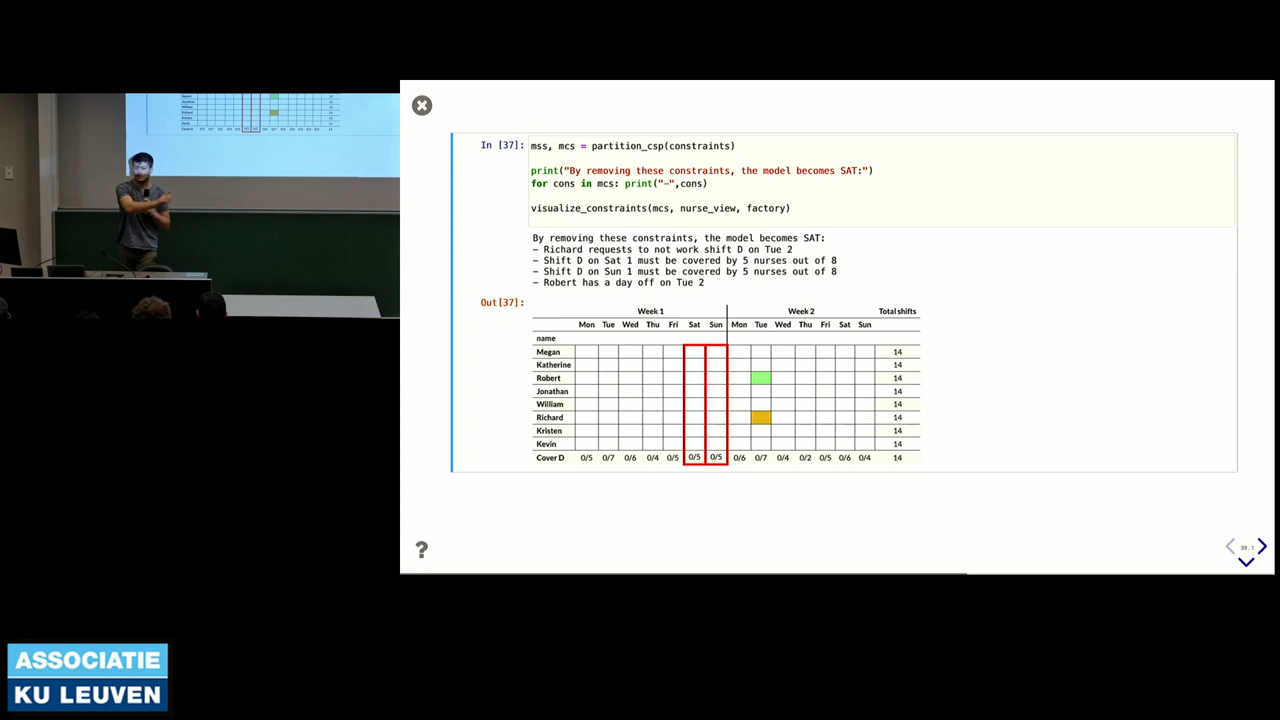 In [37]: mss, mcs = partition_csp(constraints)
print("By removing these constraints, the model becomes SAT:")
for cons in mcs: print("-",cons)
visualize_constraints(mcs, nurse_view, factory)
By removing these constraints, the model becomes SAT:
- Richard requests to not work shift D on Tue 2
- Shift D on Sat 1 must be covered by 5 nurses out of 8
- Shift D on Sun 1 must be covered by 5 nurses out of 8
- Robert has a day off on Tue 2
Out[37]:
Week 1 Week 2 Total shifts
Mon Tue Wed Thu Fri Sat Sun Mon Tue Wed Thu Fri Sat Sun
name
Megan 14
Katherine 14
Robert 14
Jonathan 14
William 14
Richard 14
Kristen 14
Kevin 14
Cover D 0/5 0/7 0/6 0/4 0/5 0/5 0/5 0/6 0/7 0/4 0/2 0/5 0/6 0/4 14
?
39.1
ASSOCIATIE
KU LEUVEN